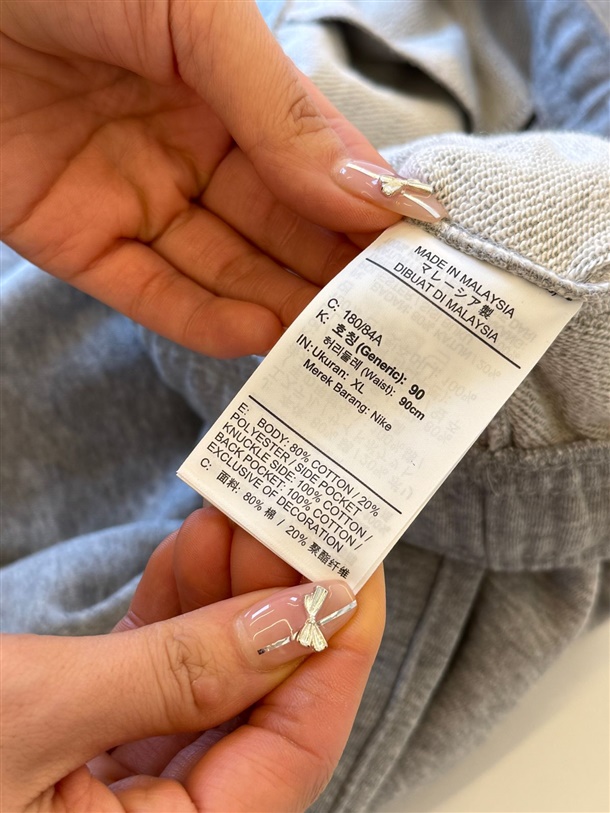 MADE IN MALAYSIA
マレーシア製
DIBUAT DI MALAYSIA
C: 180/84A
K: 호칭 (Generic): 90
허리둘레 (Waist): 90cm
IN: Ukuran: XL
Merek Barang: Nike
E: BODY: 80% COTTON / 20%
POLYESTER / SIDE POCKET
KNUCKLE SIDE: 100% COTTON /
BACK POCKET: 100% COTTON /
EXCLUSIVE OF DECORATION
C: 面料: 80% 棉 / 20% 聚酯纤维